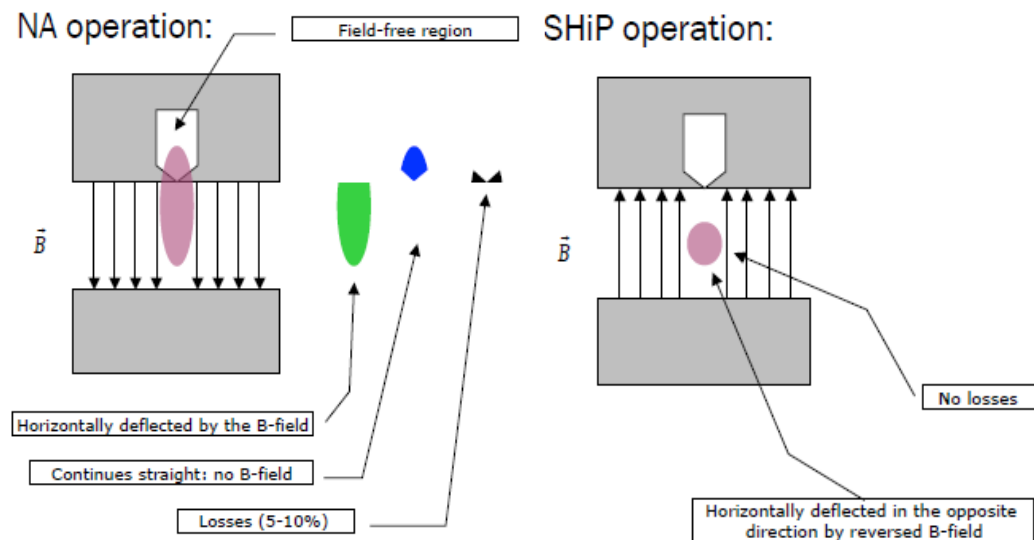 NA operation:
Field-free region
SHiP operation:
B
B
Horizontally deflected by the B-field
Continues straight: no B-field
Losses (5-10%)
No losses
Horizontally deflected in the opposite
direction by reversed B-field